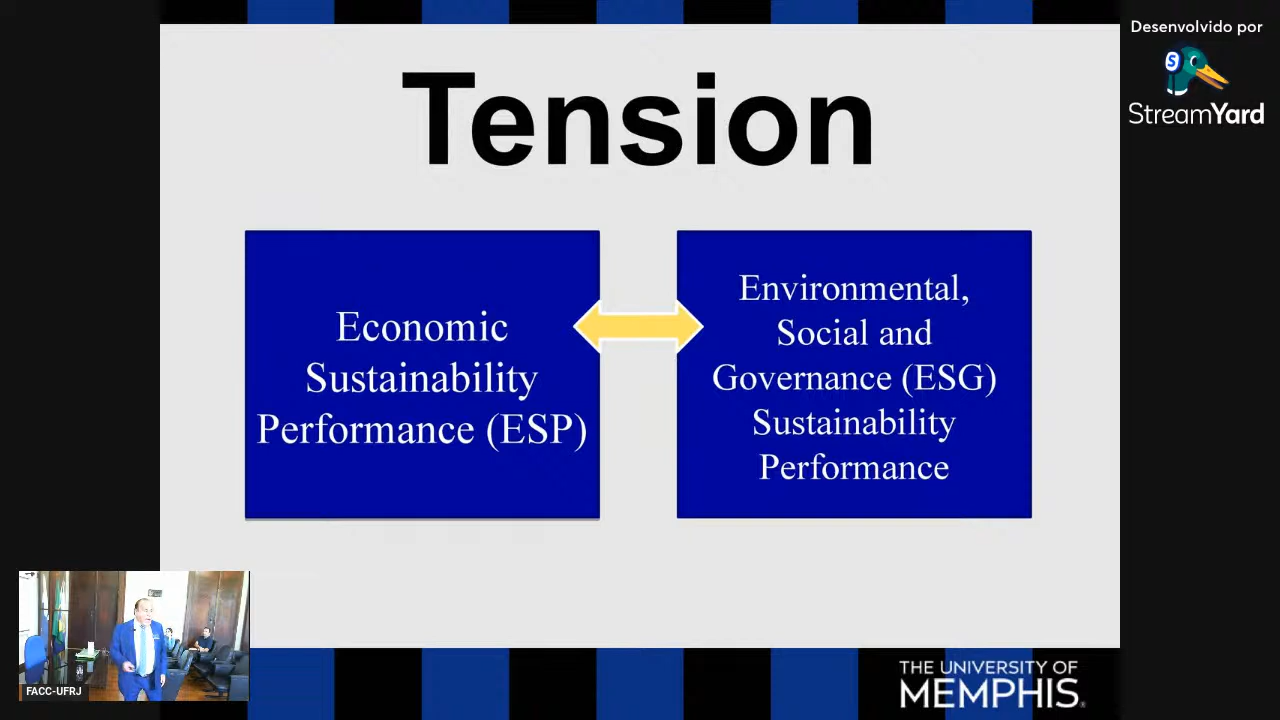 Desenvolvido por
StreamYard
Tension
Economic
Sustainability
Performance (ESP)
Environmental,
Social and
Governance (ESG)
Sustainability
Performance
FACC-UFRJ
THE UNIVERSITY OF
MEMPHIS.